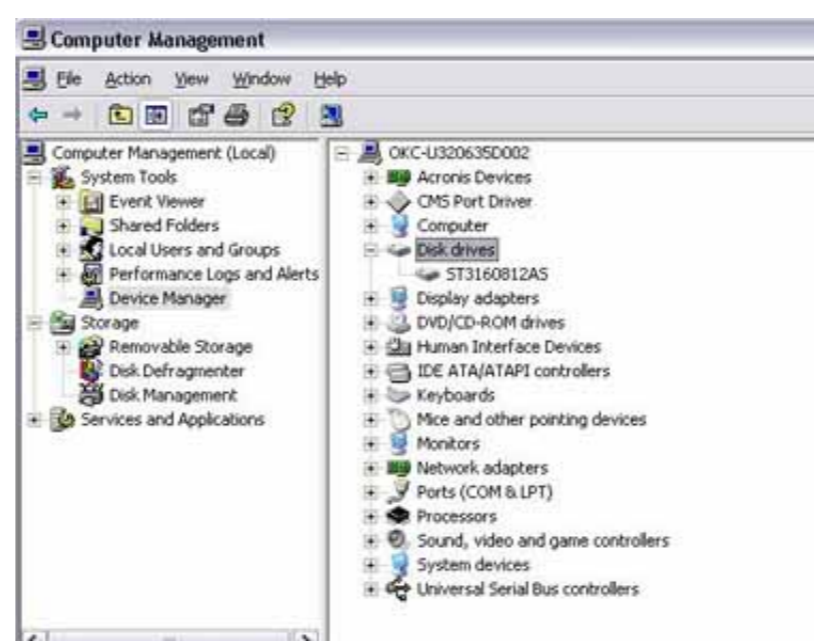 Computer Management
File Action View Window Help
Computer Management (Local)
System Tools
Event Viewer
Shared Folders
Local Users and Groups
Performance Logs and Alerts
Device Manager
Storage
Removable Storage
Disk Defragmenter
Disk Management
Services and Applications
OKC-U320635D002
Acronis Devices
CMS Port Driver
Computer
Disk drives
ST3160812AS
Display adapters
DVD/CD-ROM drives
Human Interface Devices
IDE ATA/ATAPI controllers
Keyboards
Mice and other pointing devices
Monitors
Network adapters
Ports (COM & LPT)
Processors
Sound, video and game controllers
System devices
Universal Serial Bus controllers